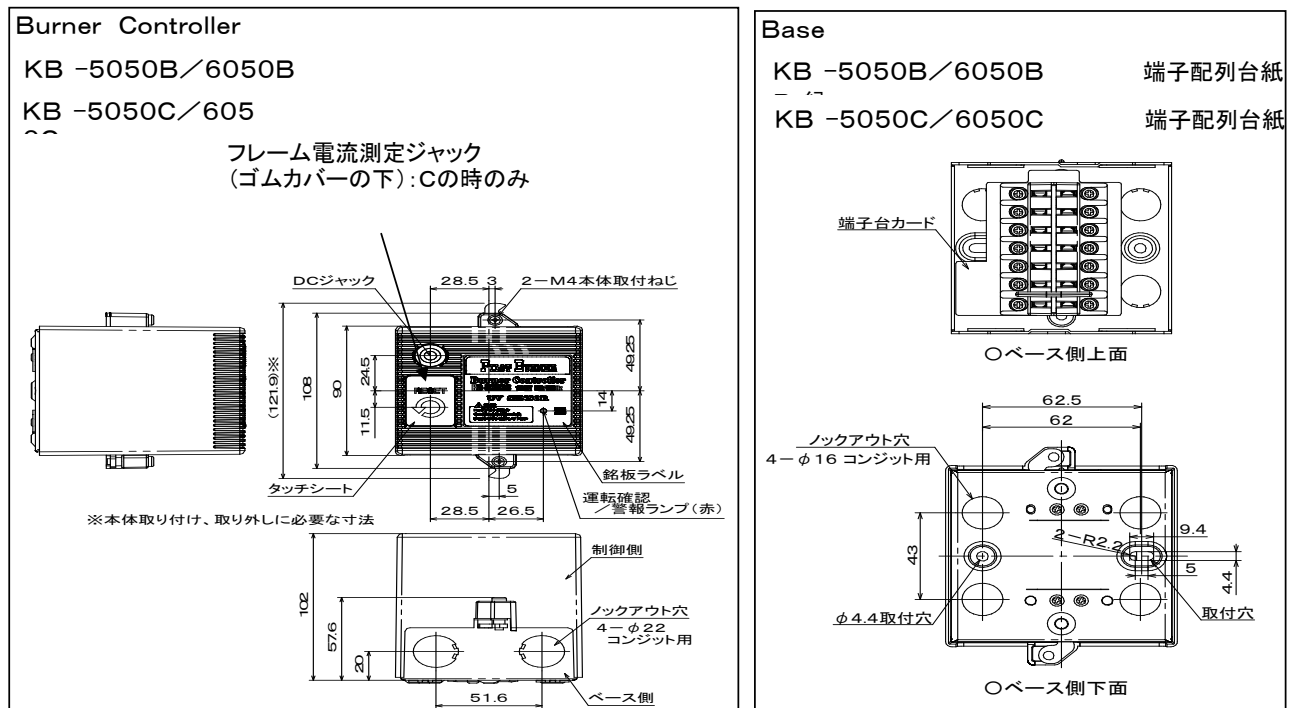 Burner Controller
KB -5050B／6050B
KB -5050C／605
フレーム電流測定ジャック
(ゴムカバーの下):Cの時のみ
DCジャック
28.5
3
2－M4本体取付ねじ
(121.9)※
108
90
24.5
11.5
49.25
14
49.25
PILOT BURNER
RESET
Burner Controller
UV SENSOR
タッチシート
5
銘板ラベル
運転確認
／警報ランプ(赤)
28.5
26.5
※本体取り付け、取り外しに必要な寸法
制御側
102
57.6
20
ノックアウト穴
4－φ22
コンジット用
51.6
ベース側
Base
KB -5050B／6050B 端子配列台紙
KB -5050C／6050C 端子配列台紙
端子台カード
○ベース側上面
62.5
62
ノックアウト穴
4－φ16 コンジット用
43
2－R2.2
9.4
5
4.4
φ4.4取付穴
取付穴
○ベース側下面